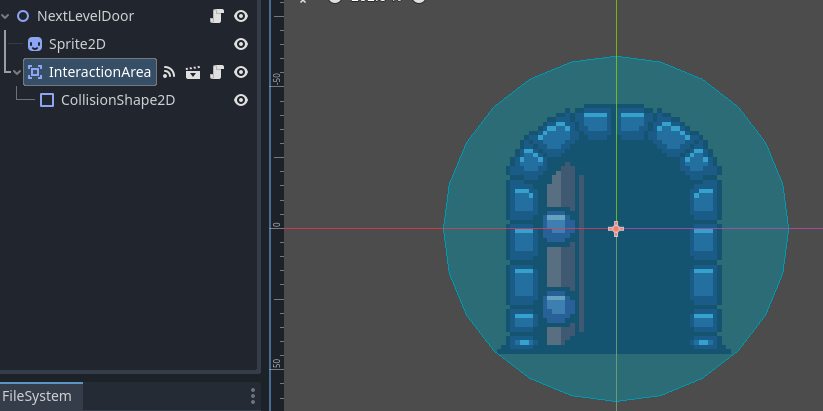 NextLevelDoor
Sprite2D
InteractionArea
CollisionShape2D
-50
0
50
FileSystem